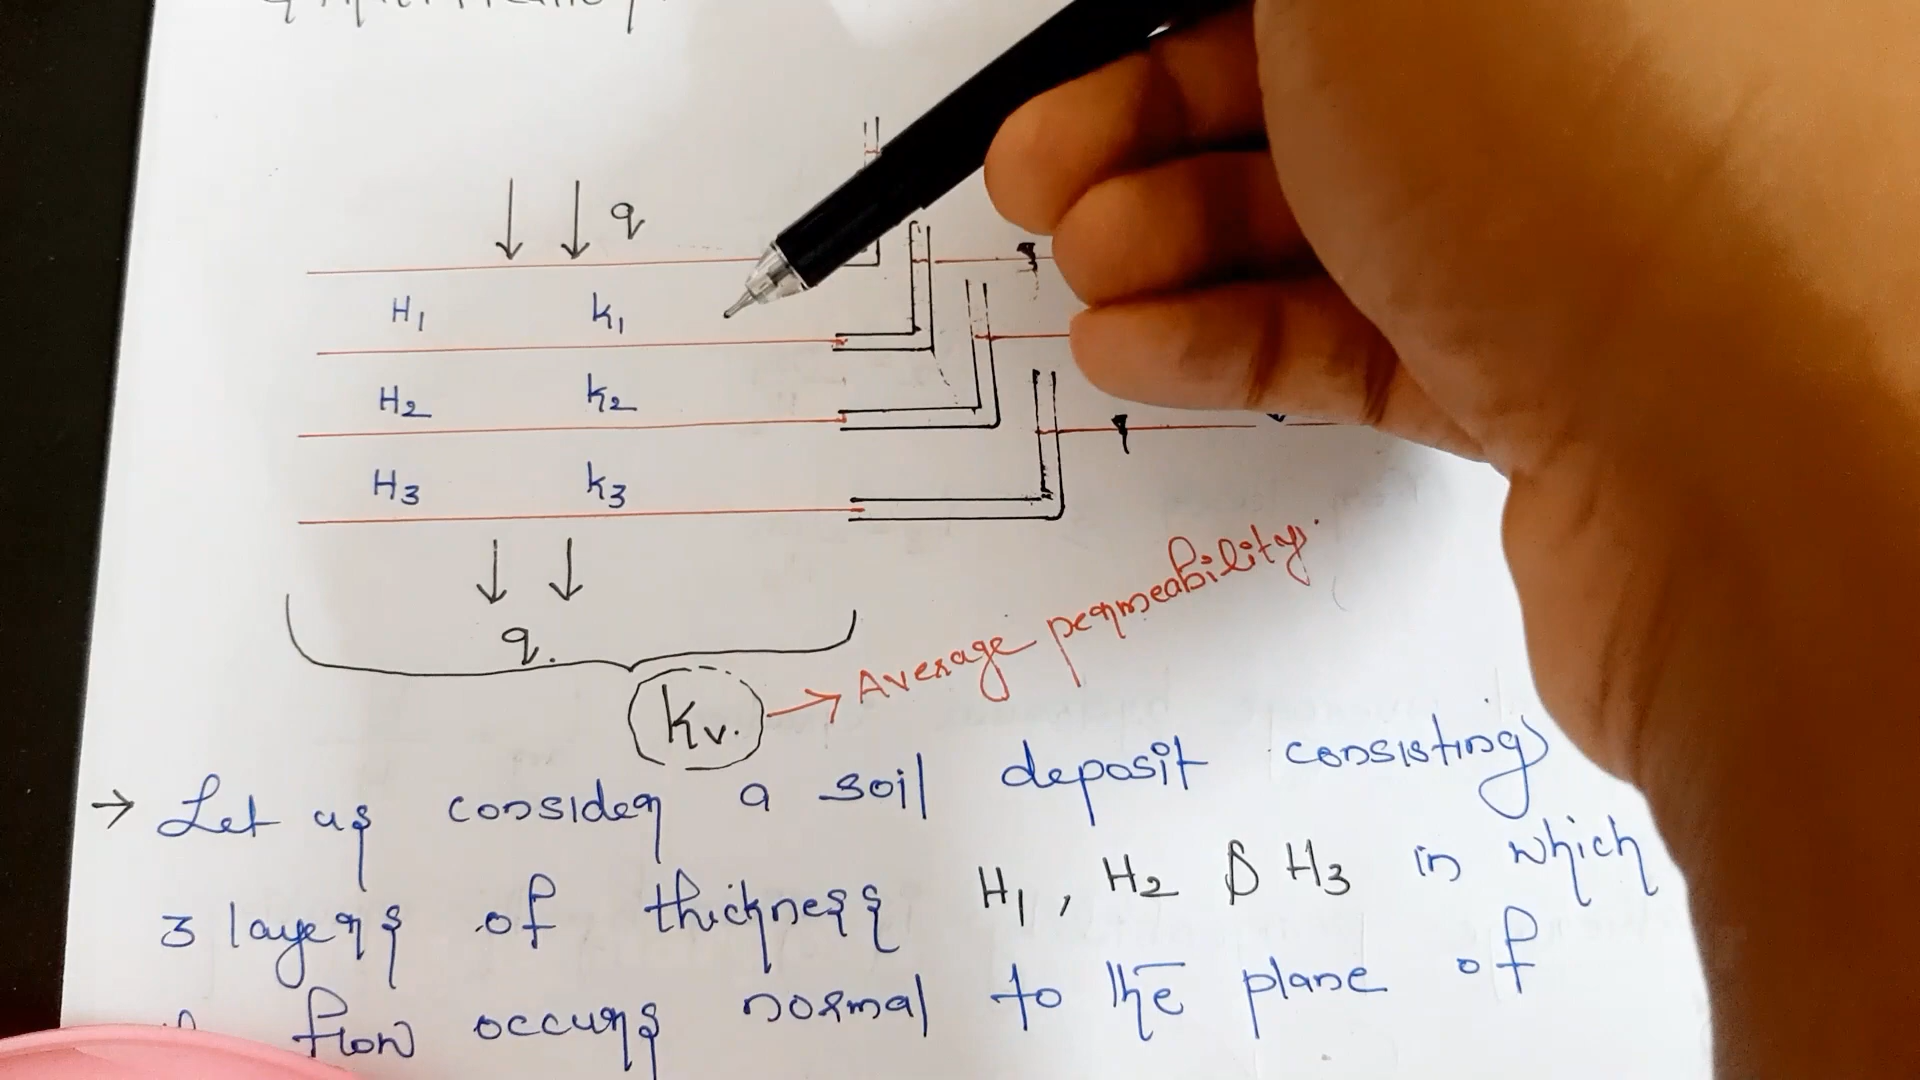 q
H1 k1
H2 k2
H3 k3
q.
kv. → Average permeability.
→ Let us consider a soil deposit consisting
3 layers of thickness H1, H2 & H3 in which
flow occurs normal to the plane of